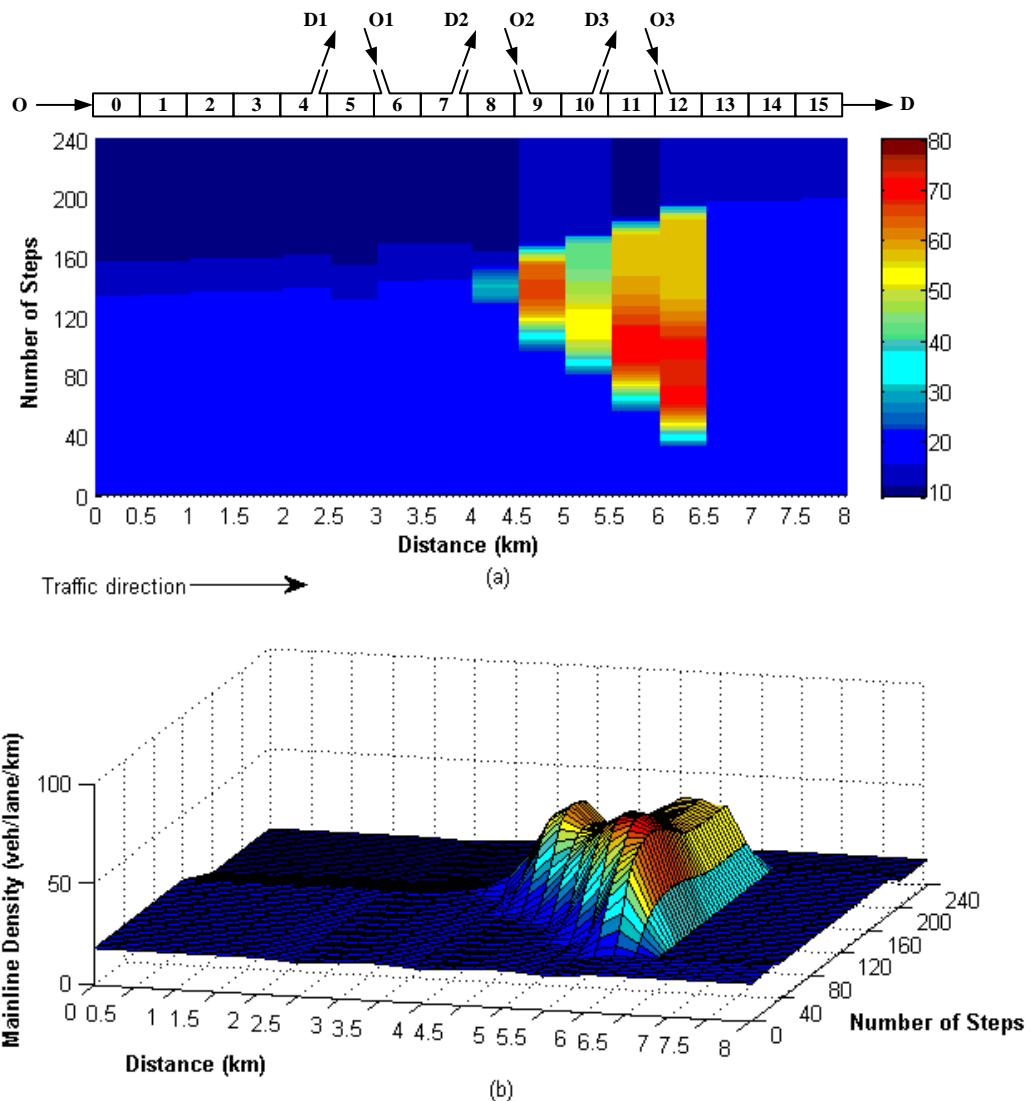 D1 O1 D2 O2 D3 O3
O 0 1 2 3 4 5 6 7 8 9 10 11 12 13 14 15 D
240 80
200 70
160 60
120 50
80 40
40 30
0 20
10
Number of Steps
0 0.5 1 1.5 2 2.5 3 3.5 4 4.5 5 5.5 6 6.5 7 7.5 8
Distance (km)
(a)
Traffic direction
100
50
0
Mainline Density (veh/lane/km)
0 0.5 1 1.5 2 2.5 3 3.5 4 4.5 5 5.5 6 6.5 7 7.5 8
Distance (km)
0 40 80 120 160 200 240
Number of Steps
(b)